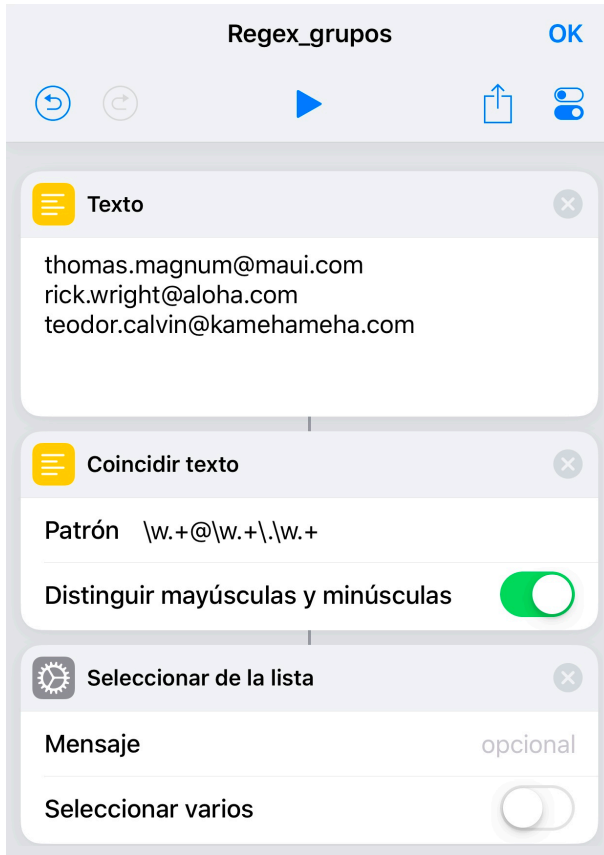 Regex_grupos OK
Texto
thomas.magnum@maui.com
rick.wright@aloha.com
teodor.calvin@kamehameha.com
Coincidir texto
Patrón \w.+@\w.+\.\w.+
Distinguir mayúsculas y minúsculas
Seleccionar de la lista
Mensaje opcional
Seleccionar varios